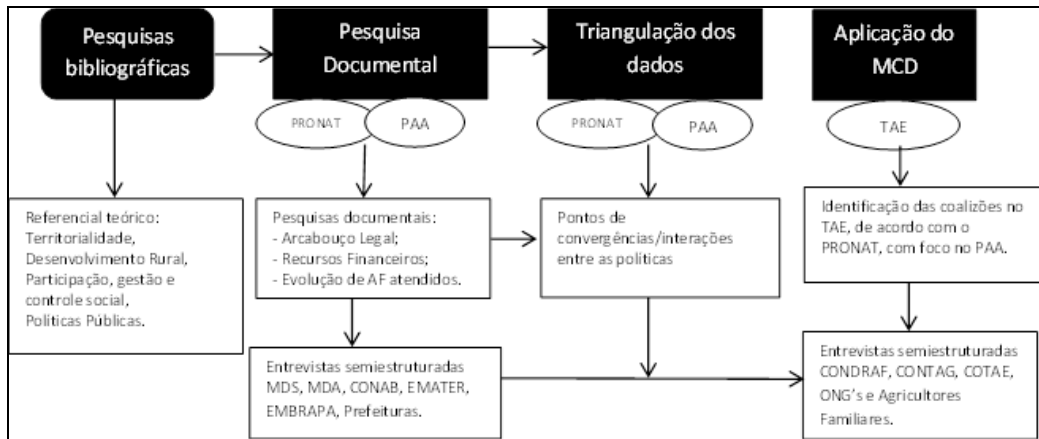 Pesquisas
bibliográficas
Pesquisa
Documental
Triangulação dos
dados
Aplicação do
MCD
PRONAT
PAA
PRONAT
PAA
TAE
Referencial teórico:
Territorialidade,
Desenvolvimento Rural,
Participação, gestão e
controle social,
Políticas Públicas.
Pesquisas documentais:
- Arcabouço Legal;
- Recursos Financeiros;
- Evolução de AF atendidos.
Pontos de
convergências/interações
entre as políticas
Identificação das coalizões no
TAE, de acordo com o
PRONAT, com foco no PAA.
Entrevistas semiestruturadas
MDS, MDA, CONAB, EMATER,
EMBRAPA, Prefeituras.
Entrevistas semiestruturadas
CONDRAF, CONTAG, COTAE,
ONG's e Agricultores
Familiares.